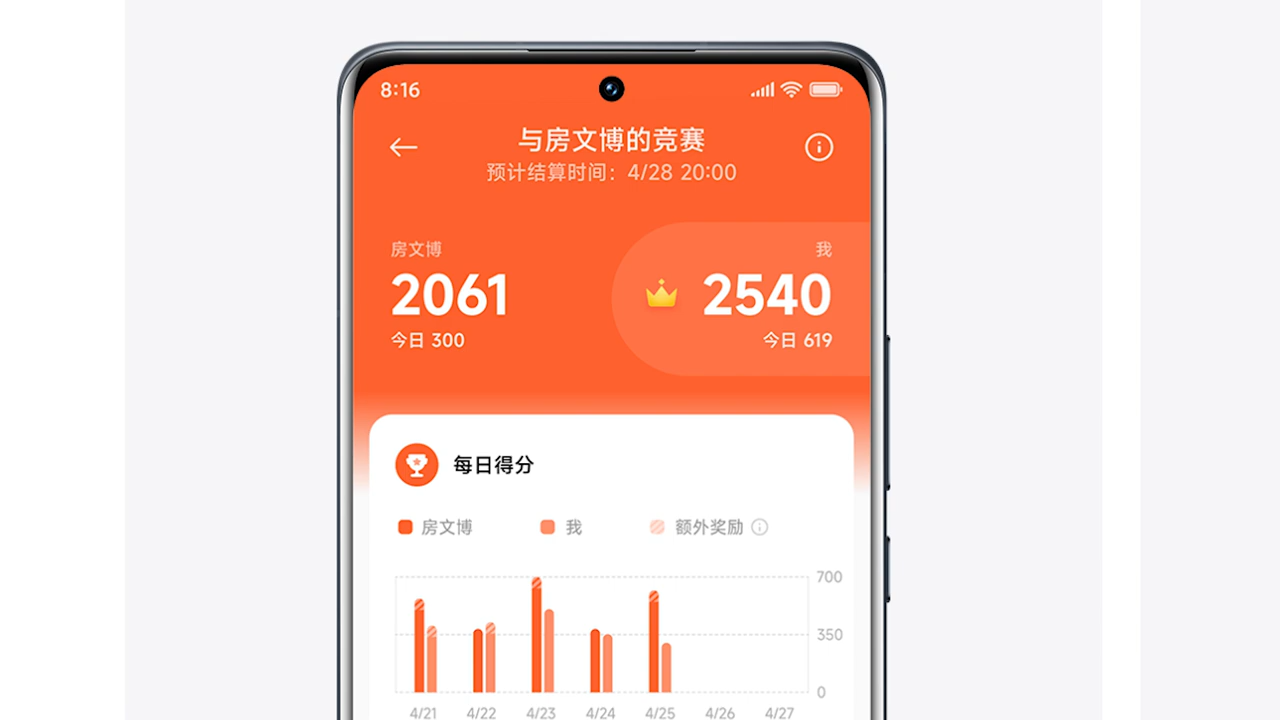 8:16
与房文博的竞赛
预计结算时间：4/28 20:00
房文博
我
2061
2540
今日 300
今日 619
每日得分
房文博
我
额外奖励
700
350
0
4/21 4/22 4/23 4/24 4/25 4/26 4/27